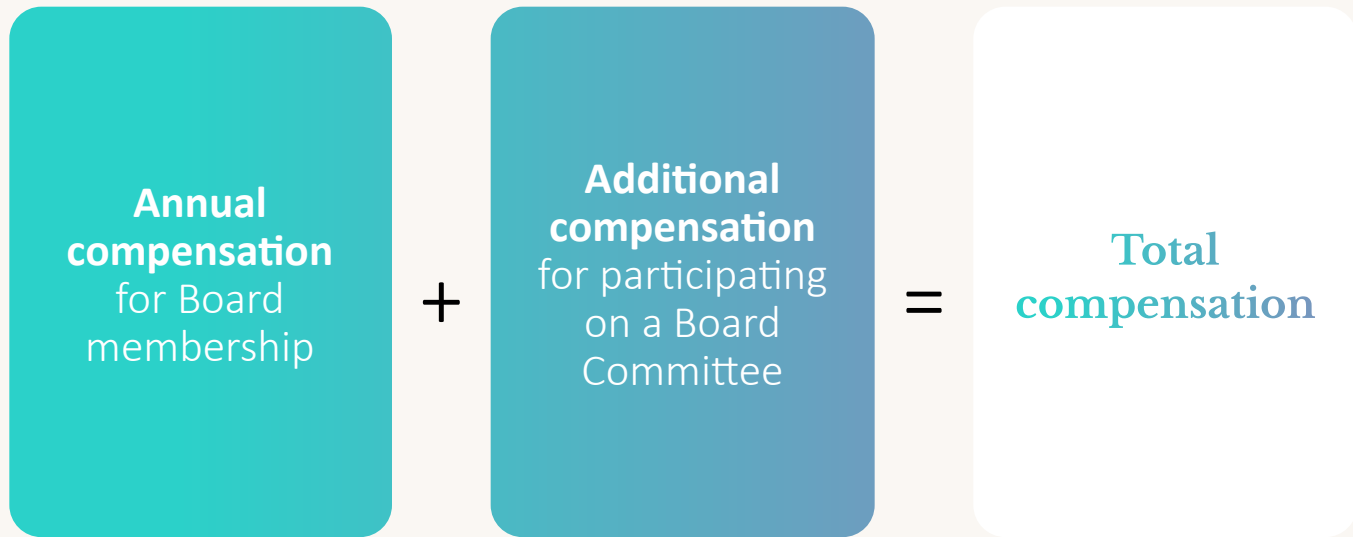 Annual
compensation
for Board
membership
+
Additional
compensation
for participating
on a Board
Committee
=
Total
compensation